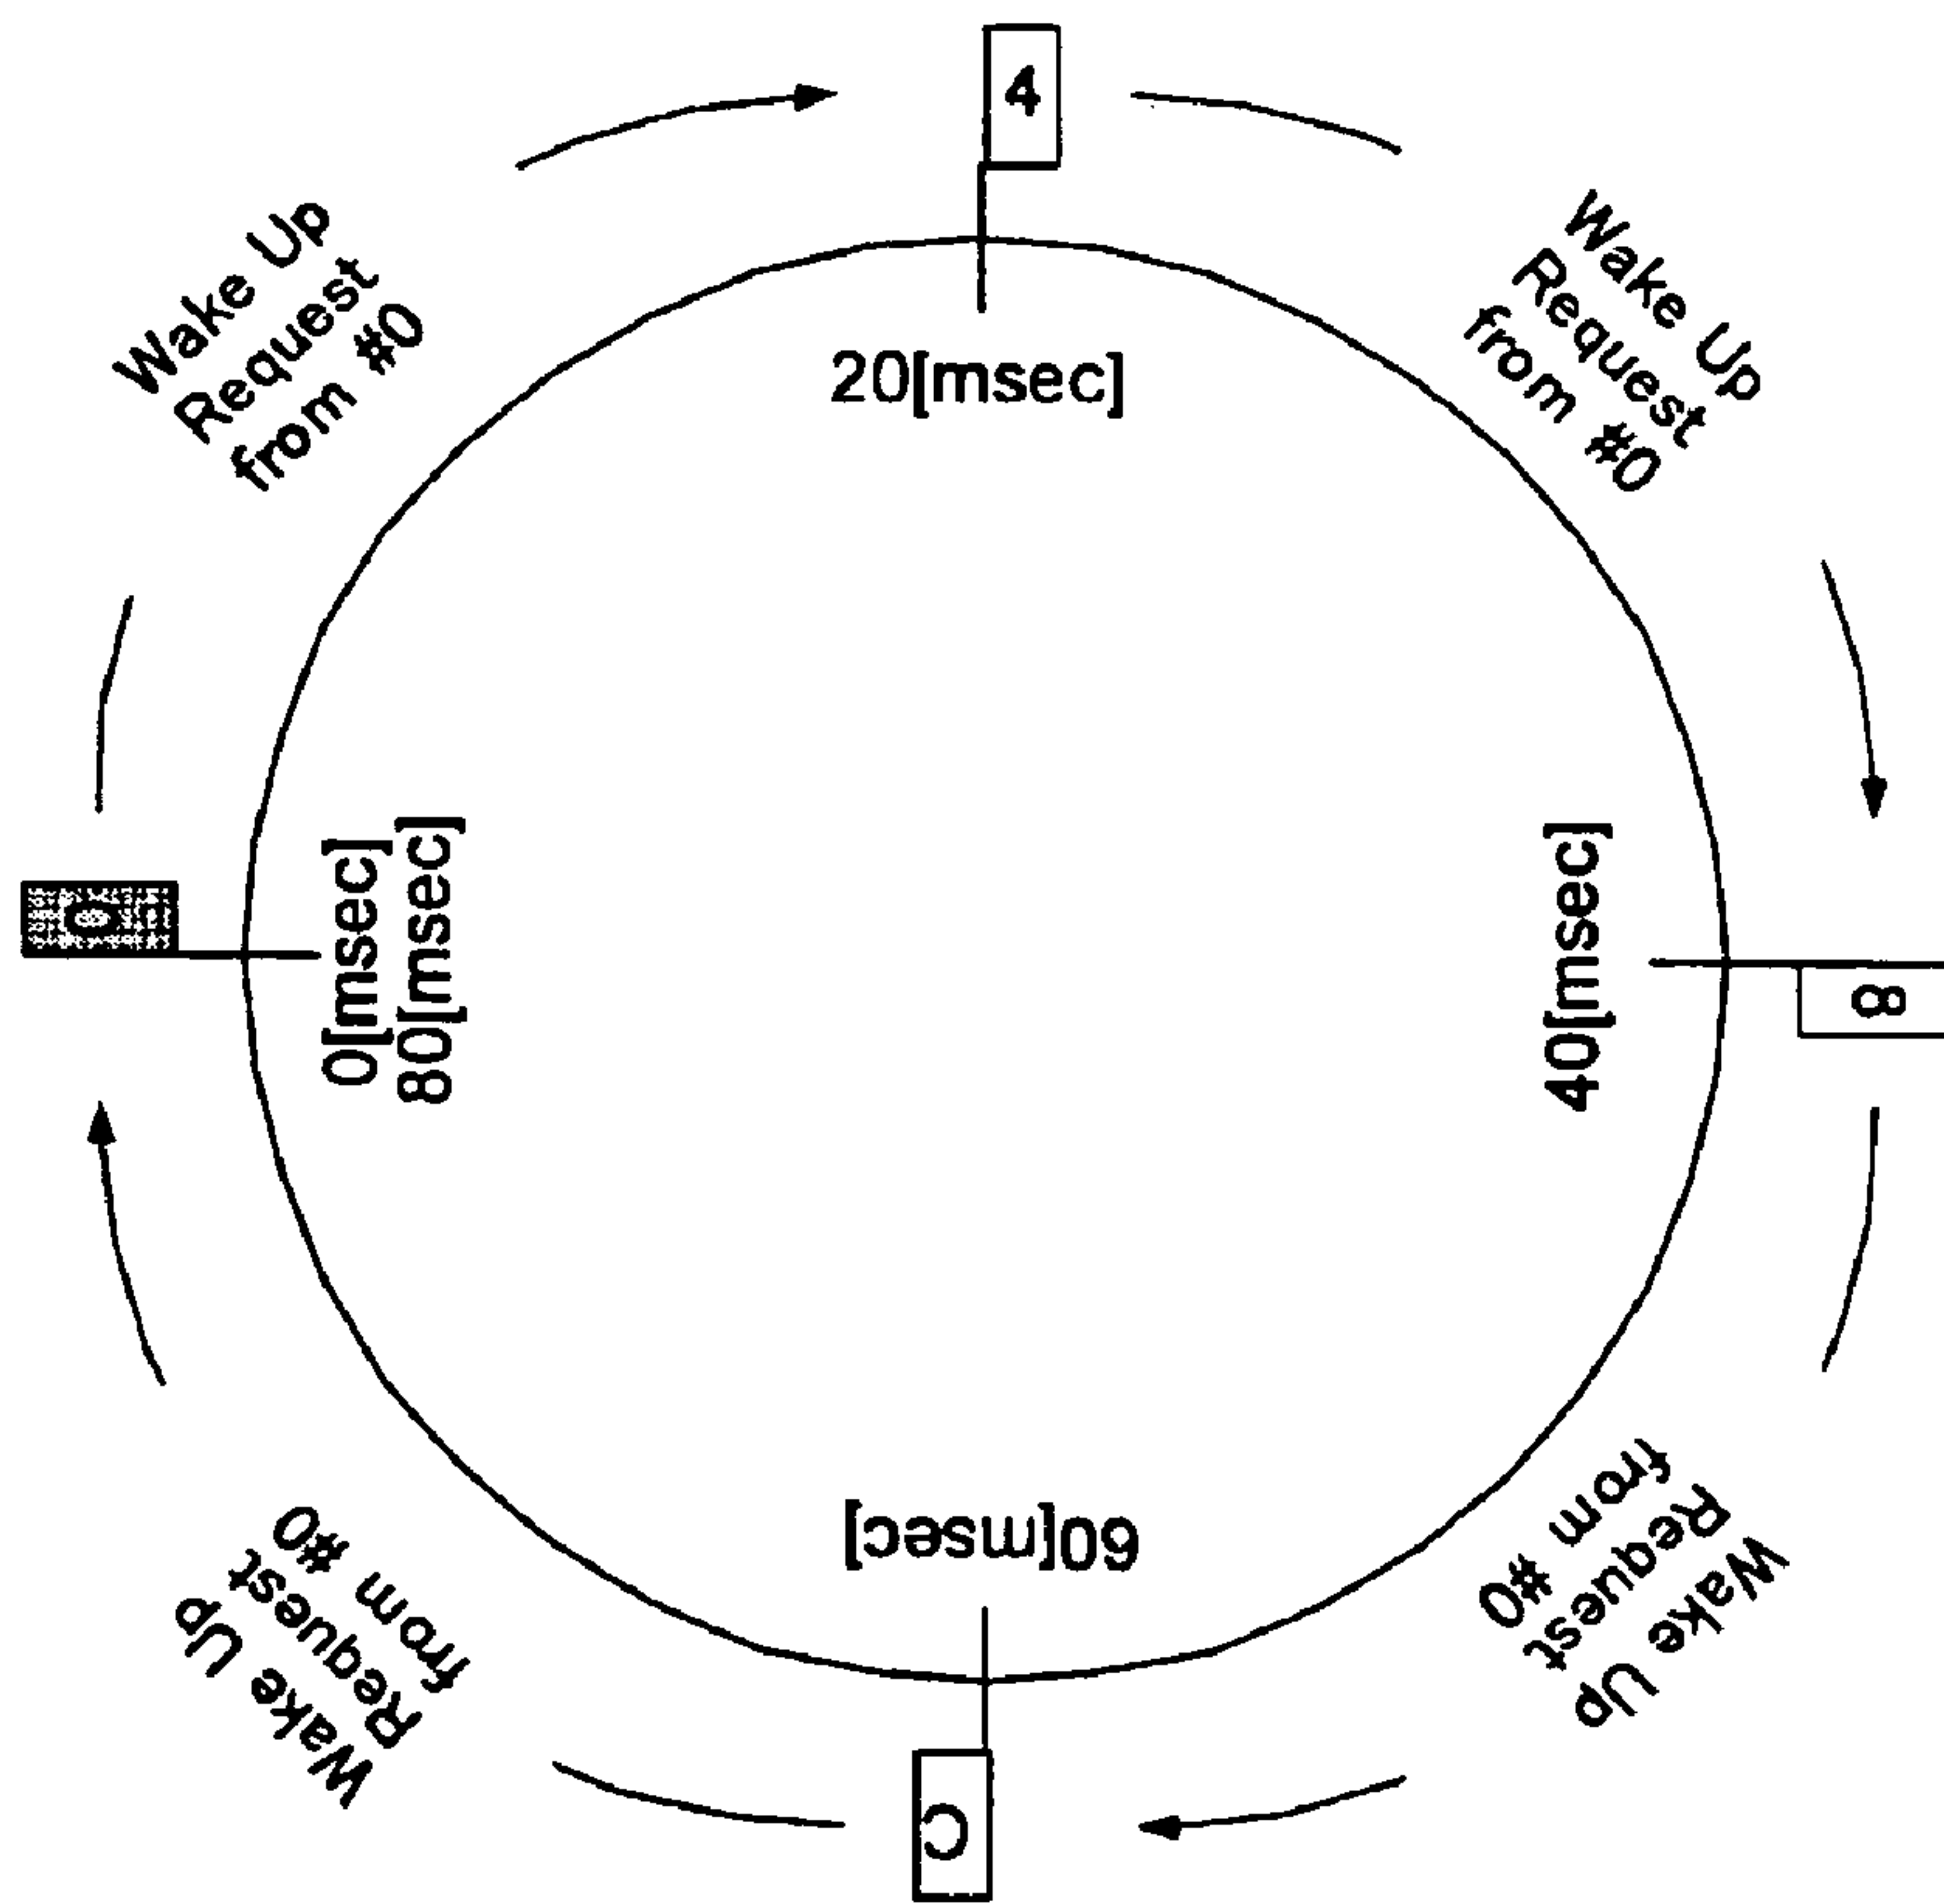 4
Wake Up
Request
from #0
Wake Up
Request
from #0
20[msec]
0
0[msec]
80[msec]
40[msec]
8
60[msec]
Wake Up
Request
from #0
Wake Up
Request
from #0
C